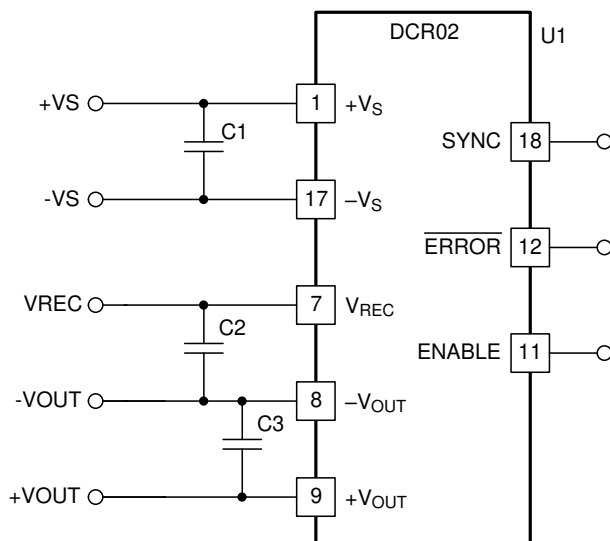 DCR02
U1
+VS
1
+VS
C1
SYNC
18
-VS
17
–VS
ERROR
12
VREC
7
VREC
C2
ENABLE
11
-VOUT
8
–VOUT
C3
+VOUT
9
+VOUT